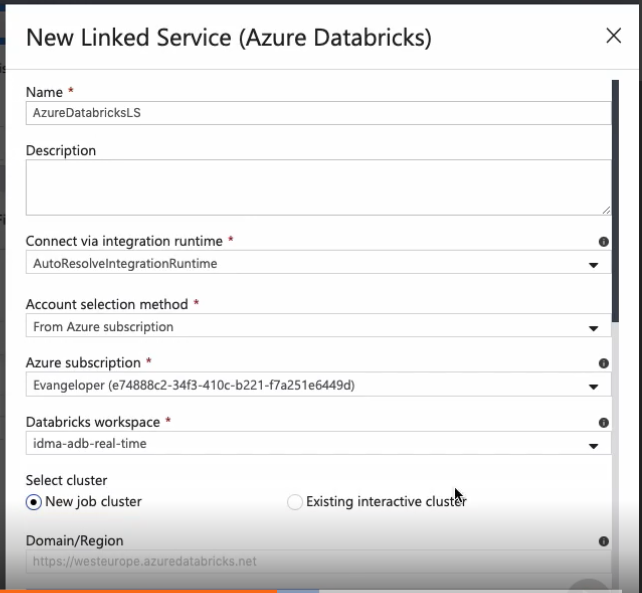 New Linked Service (Azure Databricks)
Name *
AzureDatabricksLS
Description
Connect via integration runtime *
AutoResolveIntegrationRuntime
Account selection method *
From Azure subscription
Azure subscription *
Evangeloper (e74888c2-34f3-410c-b221-f7a251e6449d)
Databricks workspace *
idma-adb-real-time
Select cluster
New job cluster Existing interactive cluster
Domain/Region
https://westeurope.azuredatabricks.net